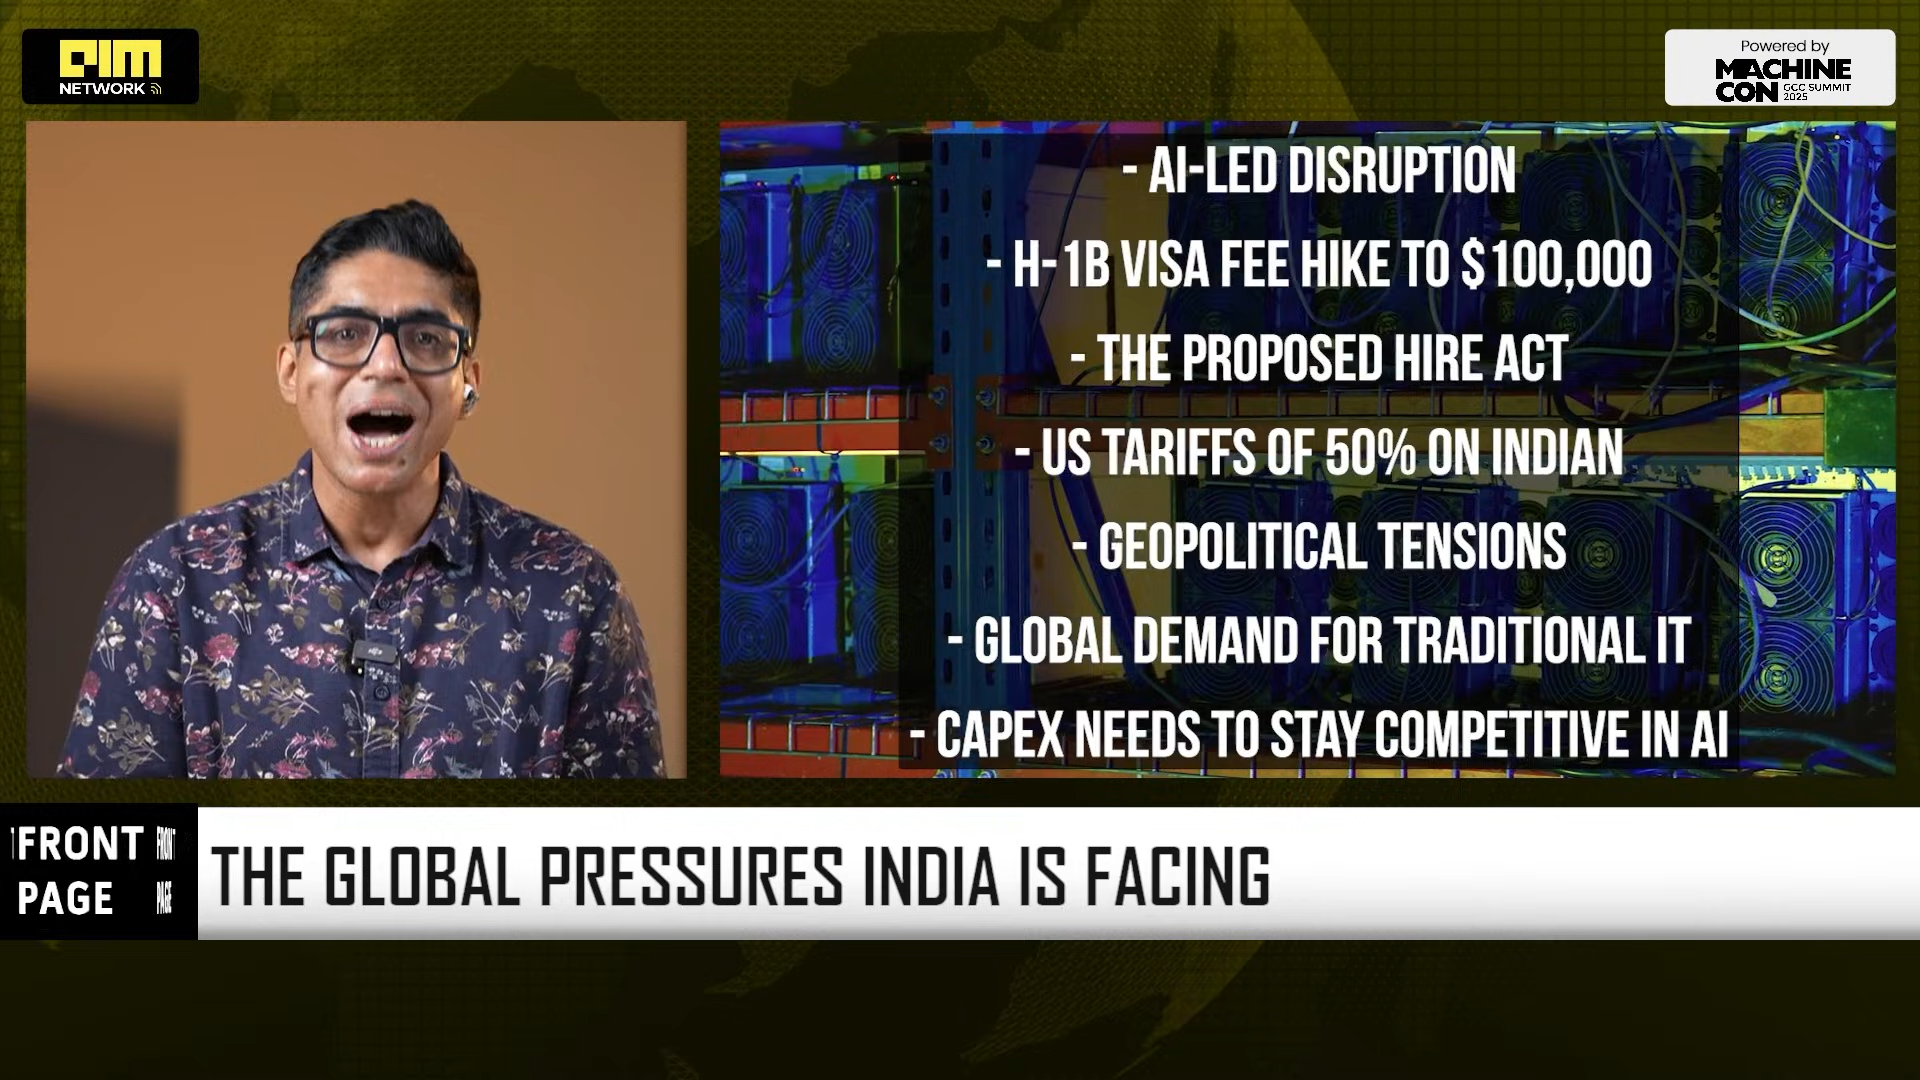 AIM
NETWORK
Powered by
MACHINE
CON GCC SUMMIT
2025
- AI-LED DISRUPTION
- H-1B VISA FEE HIKE TO $100,000
- THE PROPOSED HIRE ACT
- US TARIFFS OF 50% ON INDIAN
- GEOPOLITICAL TENSIONS
- GLOBAL DEMAND FOR TRADITIONAL IT
- CAPEX NEEDS TO STAY COMPETITIVE IN AI
FRONT FRONT
PAGE PAGE
THE GLOBAL PRESSURES INDIA IS FACING